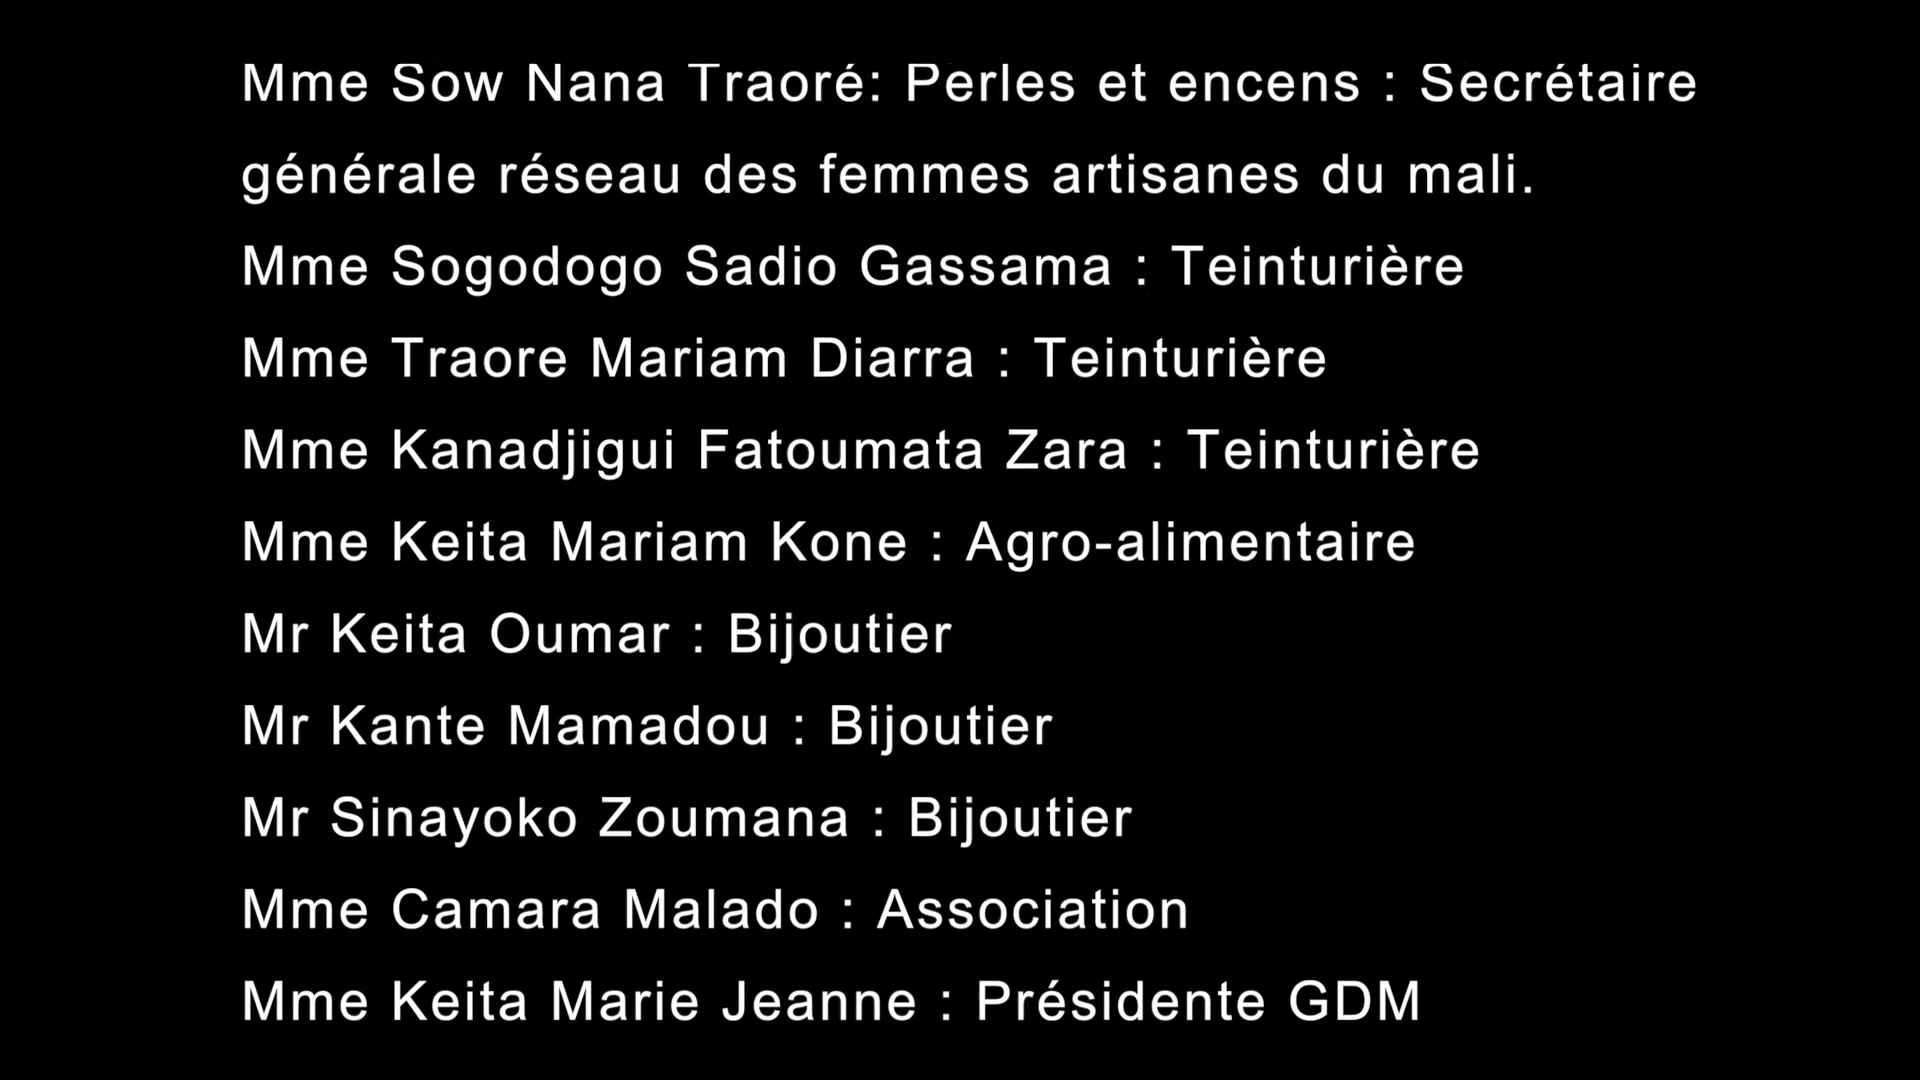 Mme Sow Nana Traoré: Perles et encens : Secrétaire
générale réseau des femmes artisanes du mali.
Mme Sogodogo Sadio Gassama : Teinturière
Mme Traore Mariam Diarra : Teinturière
Mme Kanadjigui Fatoumata Zara : Teinturière
Mme Keita Mariam Kone : Agro-alimentaire
Mr Keita Oumar : Bijoutier
Mr Kante Mamadou : Bijoutier
Mr Sinayoko Zoumana : Bijoutier
Mme Camara Malado : Association
Mme Keita Marie Jeanne : Présidente GDM